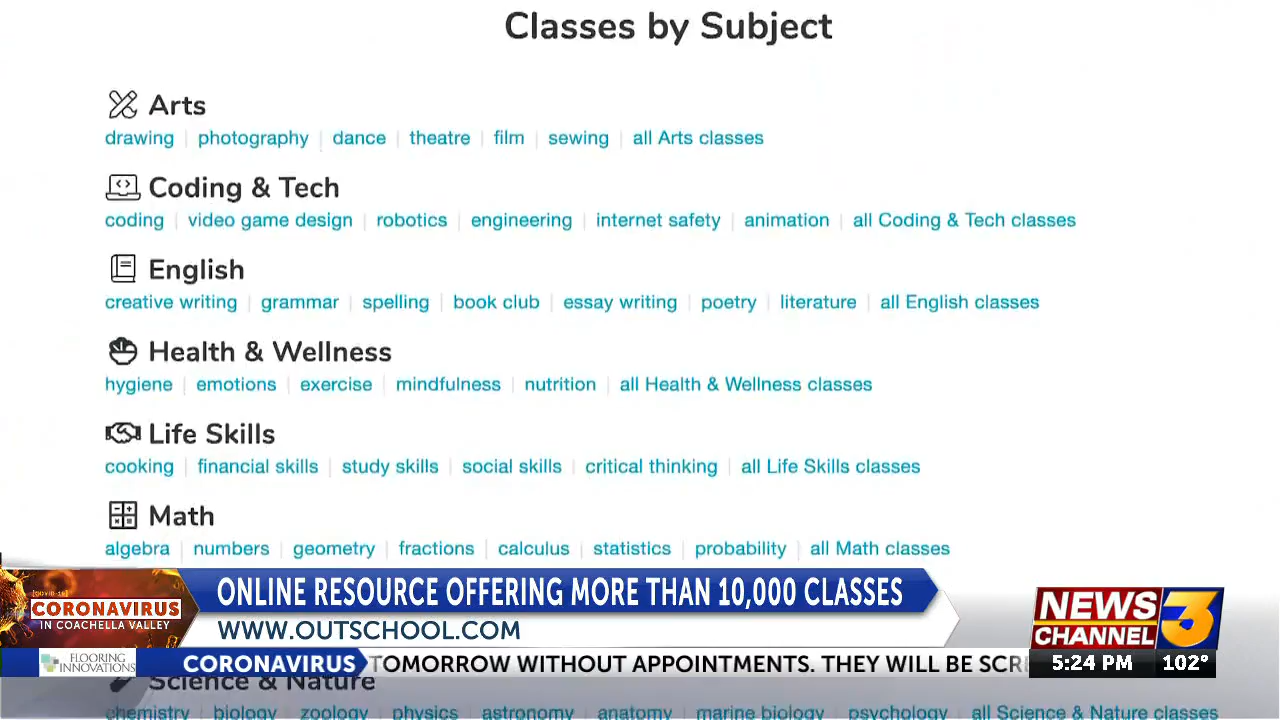 Classes by Subject
Arts
drawing | photography | dance | theatre | film | sewing | all Arts classes
Coding & Tech
coding | video game design | robotics | engineering | internet safety | animation | all Coding & Tech classes
English
creative writing | grammar | spelling | book club | essay writing | poetry | literature | all English classes
Health & Wellness
hygiene | emotions | exercise | mindfulness | nutrition | all Health & Wellness classes
Life Skills
cooking | financial skills | study skills | social skills | critical thinking | all Life Skills classes
Math
algebra | numbers | geometry | fractions | calculus | statistics | probability | all Math classes
[COVID-19]
CORONAVIRUS
IN COACHELLA VALLEY
ONLINE RESOURCE OFFERING MORE THAN 10,000 CLASSES
WWW.OUTSCHOOL.COM
NEWS
CHANNEL 3
FLOORING
INNOVATIONS
CORONAVIRUS
TOMORROW WITHOUT APPOINTMENTS. THEY WILL BE SCRE
5:24 PM 102°
Science & Nature
chemistry | biology | zoology | physics | astronomy | anatomy | marine biology | psychology | all Science & Nature classes